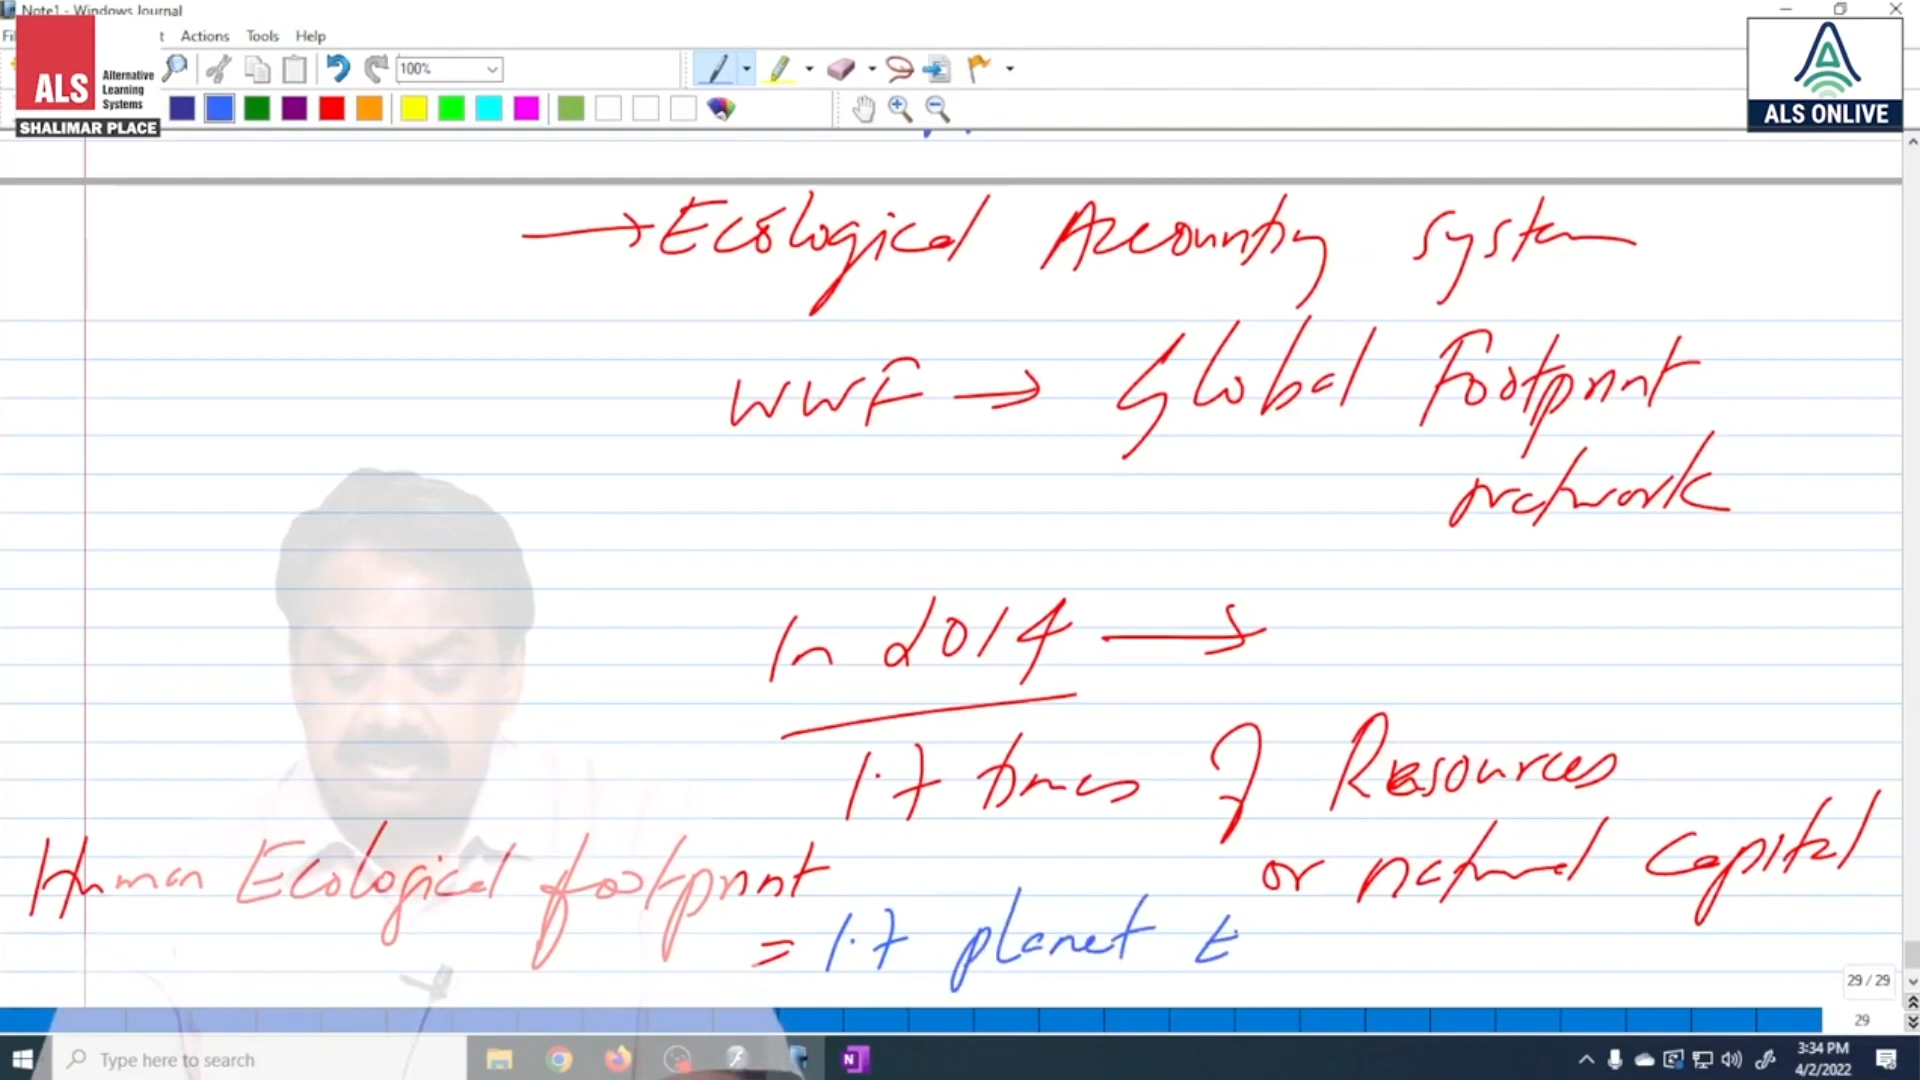 Note1 - Windows Journal
Actions Tools Help
ALS Alternative Learning Systems
SHALIMAR PLACE
100%
ALS ONLIVE
→ Ecological Accounting system
WWF → Global Footprint
network
In 2014 →
1.7 times of Resources
or natural capital
Human Ecological footprint
= 1.7 planet E
29 / 29
29
Type here to search
3:34 PM
4/2/2022